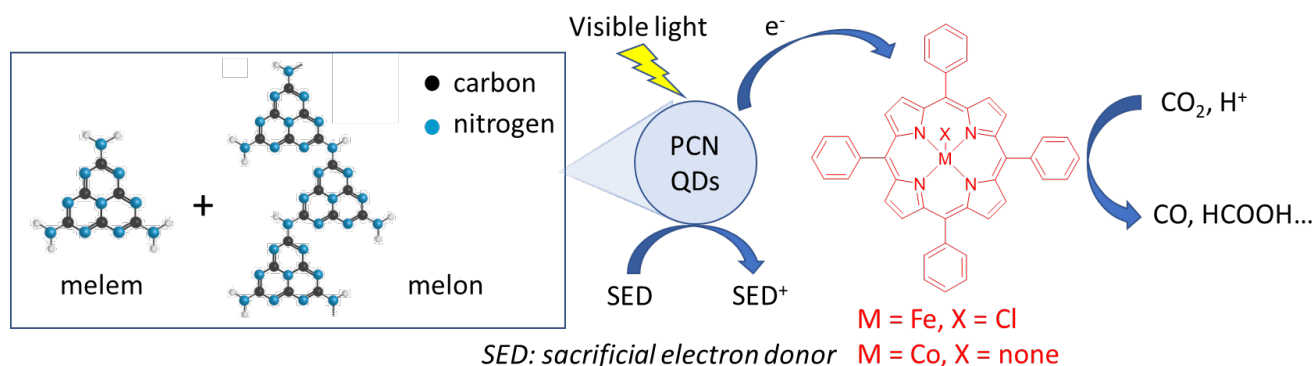 carbon
nitrogen
melem
+
melon
Visible light
e⁻
PCN
QDs
SED
SED⁺
X
N
N
M
N
N
CO₂, H⁺
CO, HCOOH...
M = Fe, X = Cl
M = Co, X = none
SED: sacrificial electron donor